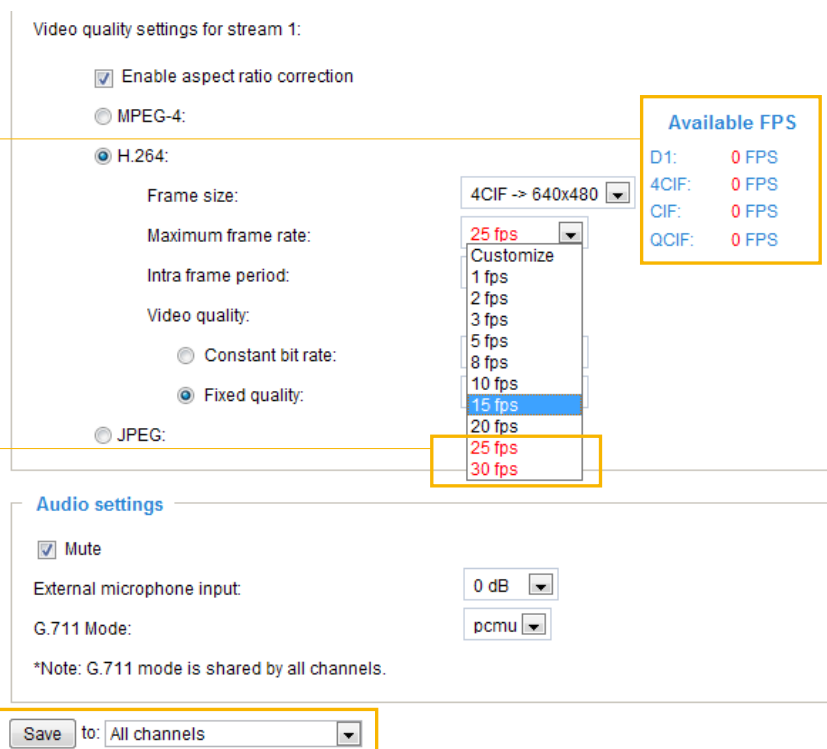 Video quality settings for stream 1:
Enable aspect ratio correction
MPEG-4:
H.264:
Frame size: 4CIF -> 640x480
Maximum frame rate: 25 fps
Customize
1 fps
2 fps
3 fps
5 fps
8 fps
10 fps
15 fps
20 fps
25 fps
30 fps
Intra frame period:
Video quality:
Constant bit rate:
Fixed quality:
JPEG:
Available FPS
D1: 0 FPS
4CIF: 0 FPS
CIF: 0 FPS
QCIF: 0 FPS
Audio settings
Mute
External microphone input: 0 dB
G.711 Mode: pcmu
*Note: G.711 mode is shared by all channels.
Save to: All channels